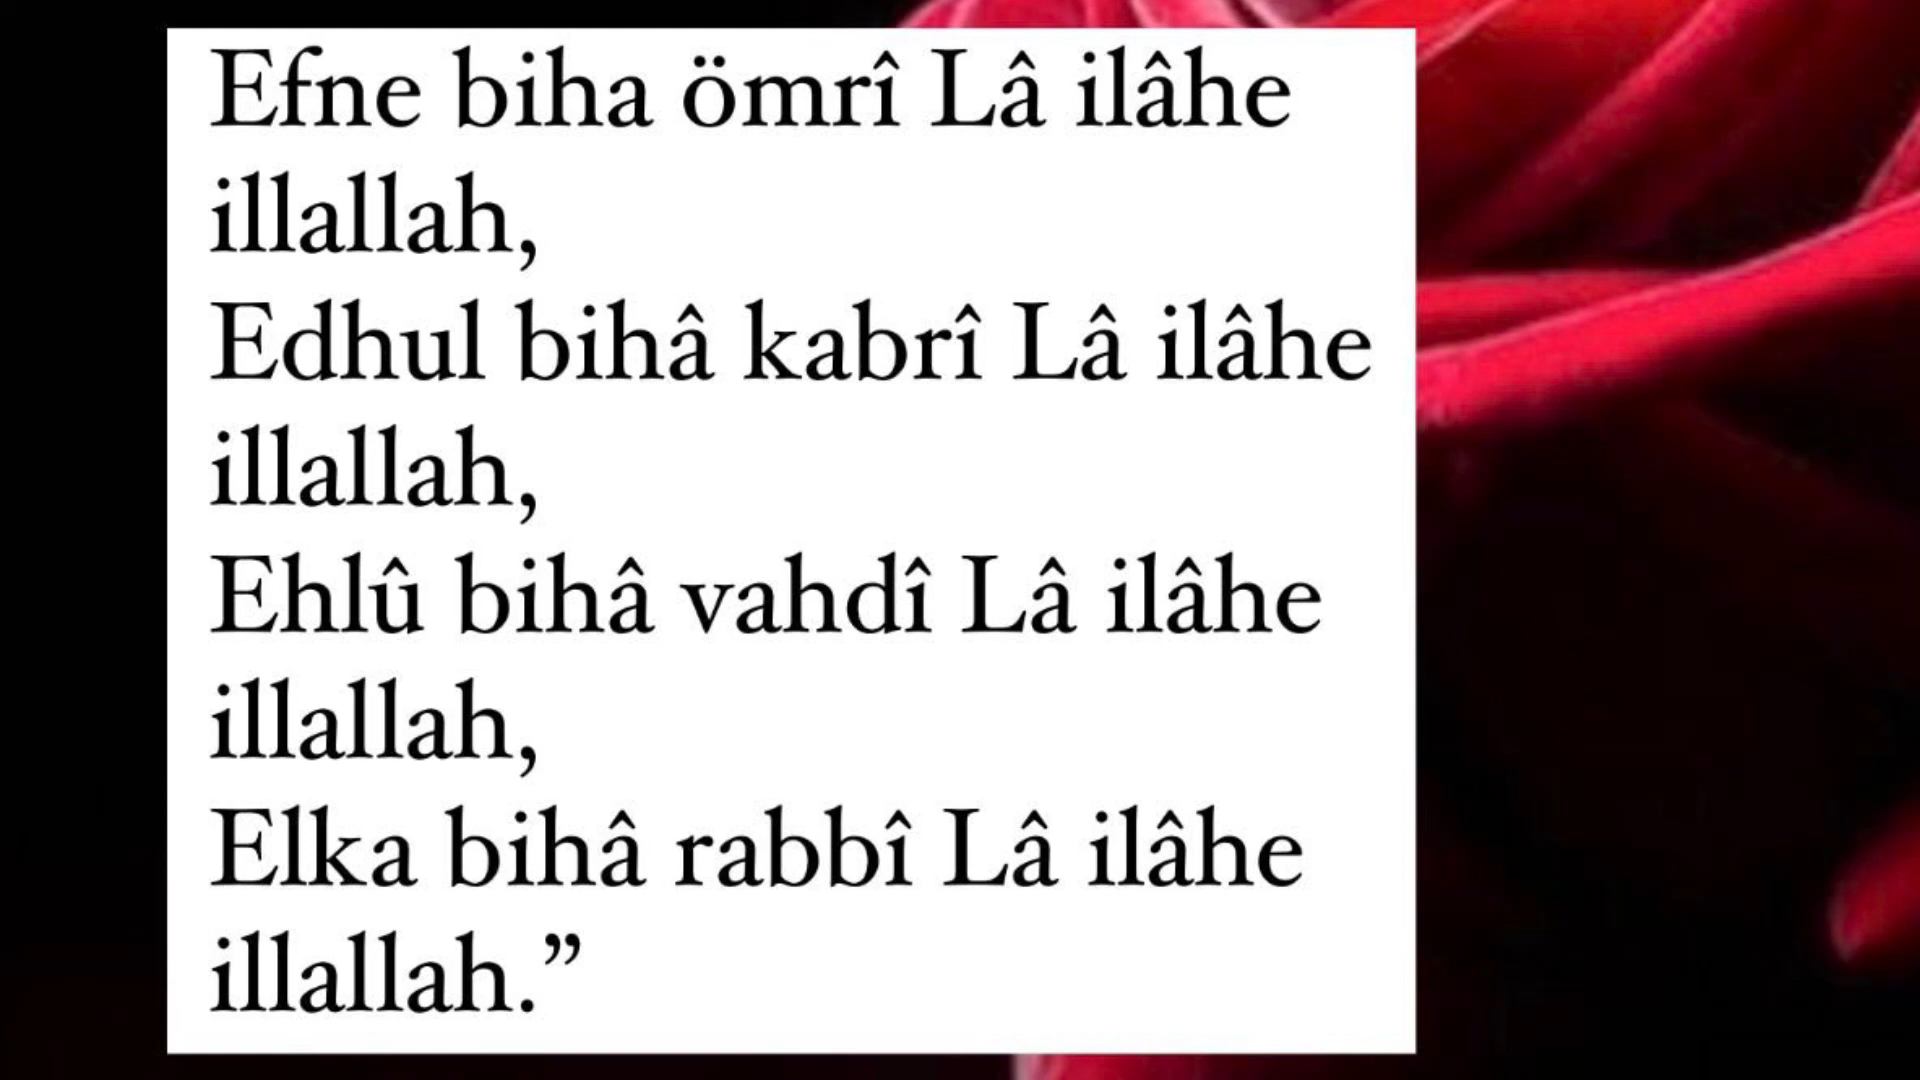 Efne biha ömrî Lâ ilâhe
illallah,
Edhul bihâ kabrî Lâ ilâhe
illallah,
Ehlû bihâ vahdî Lâ ilâhe
illallah,
Elka bihâ rabbî Lâ ilâhe
illallah.”